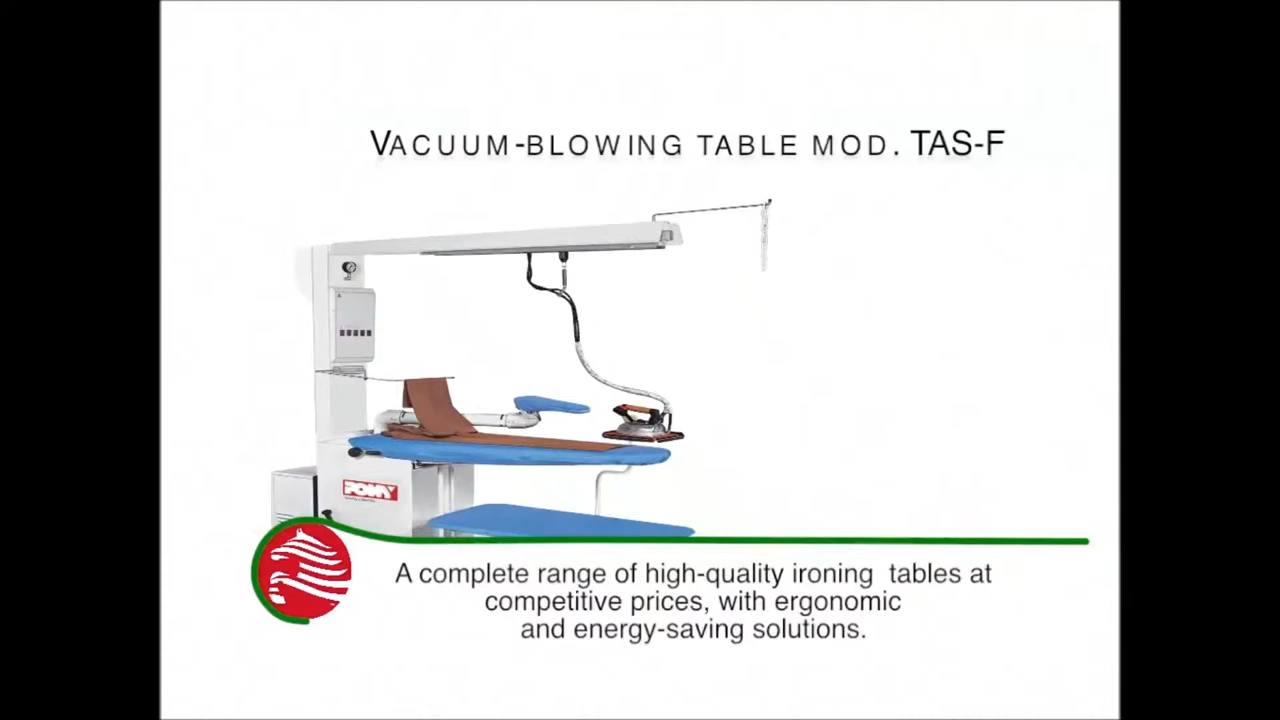 VACUUM-BLOWING TABLE MOD. TAS-F
PONY
A complete range of high-quality ironing tables at
competitive prices, with ergonomic
and energy-saving solutions.